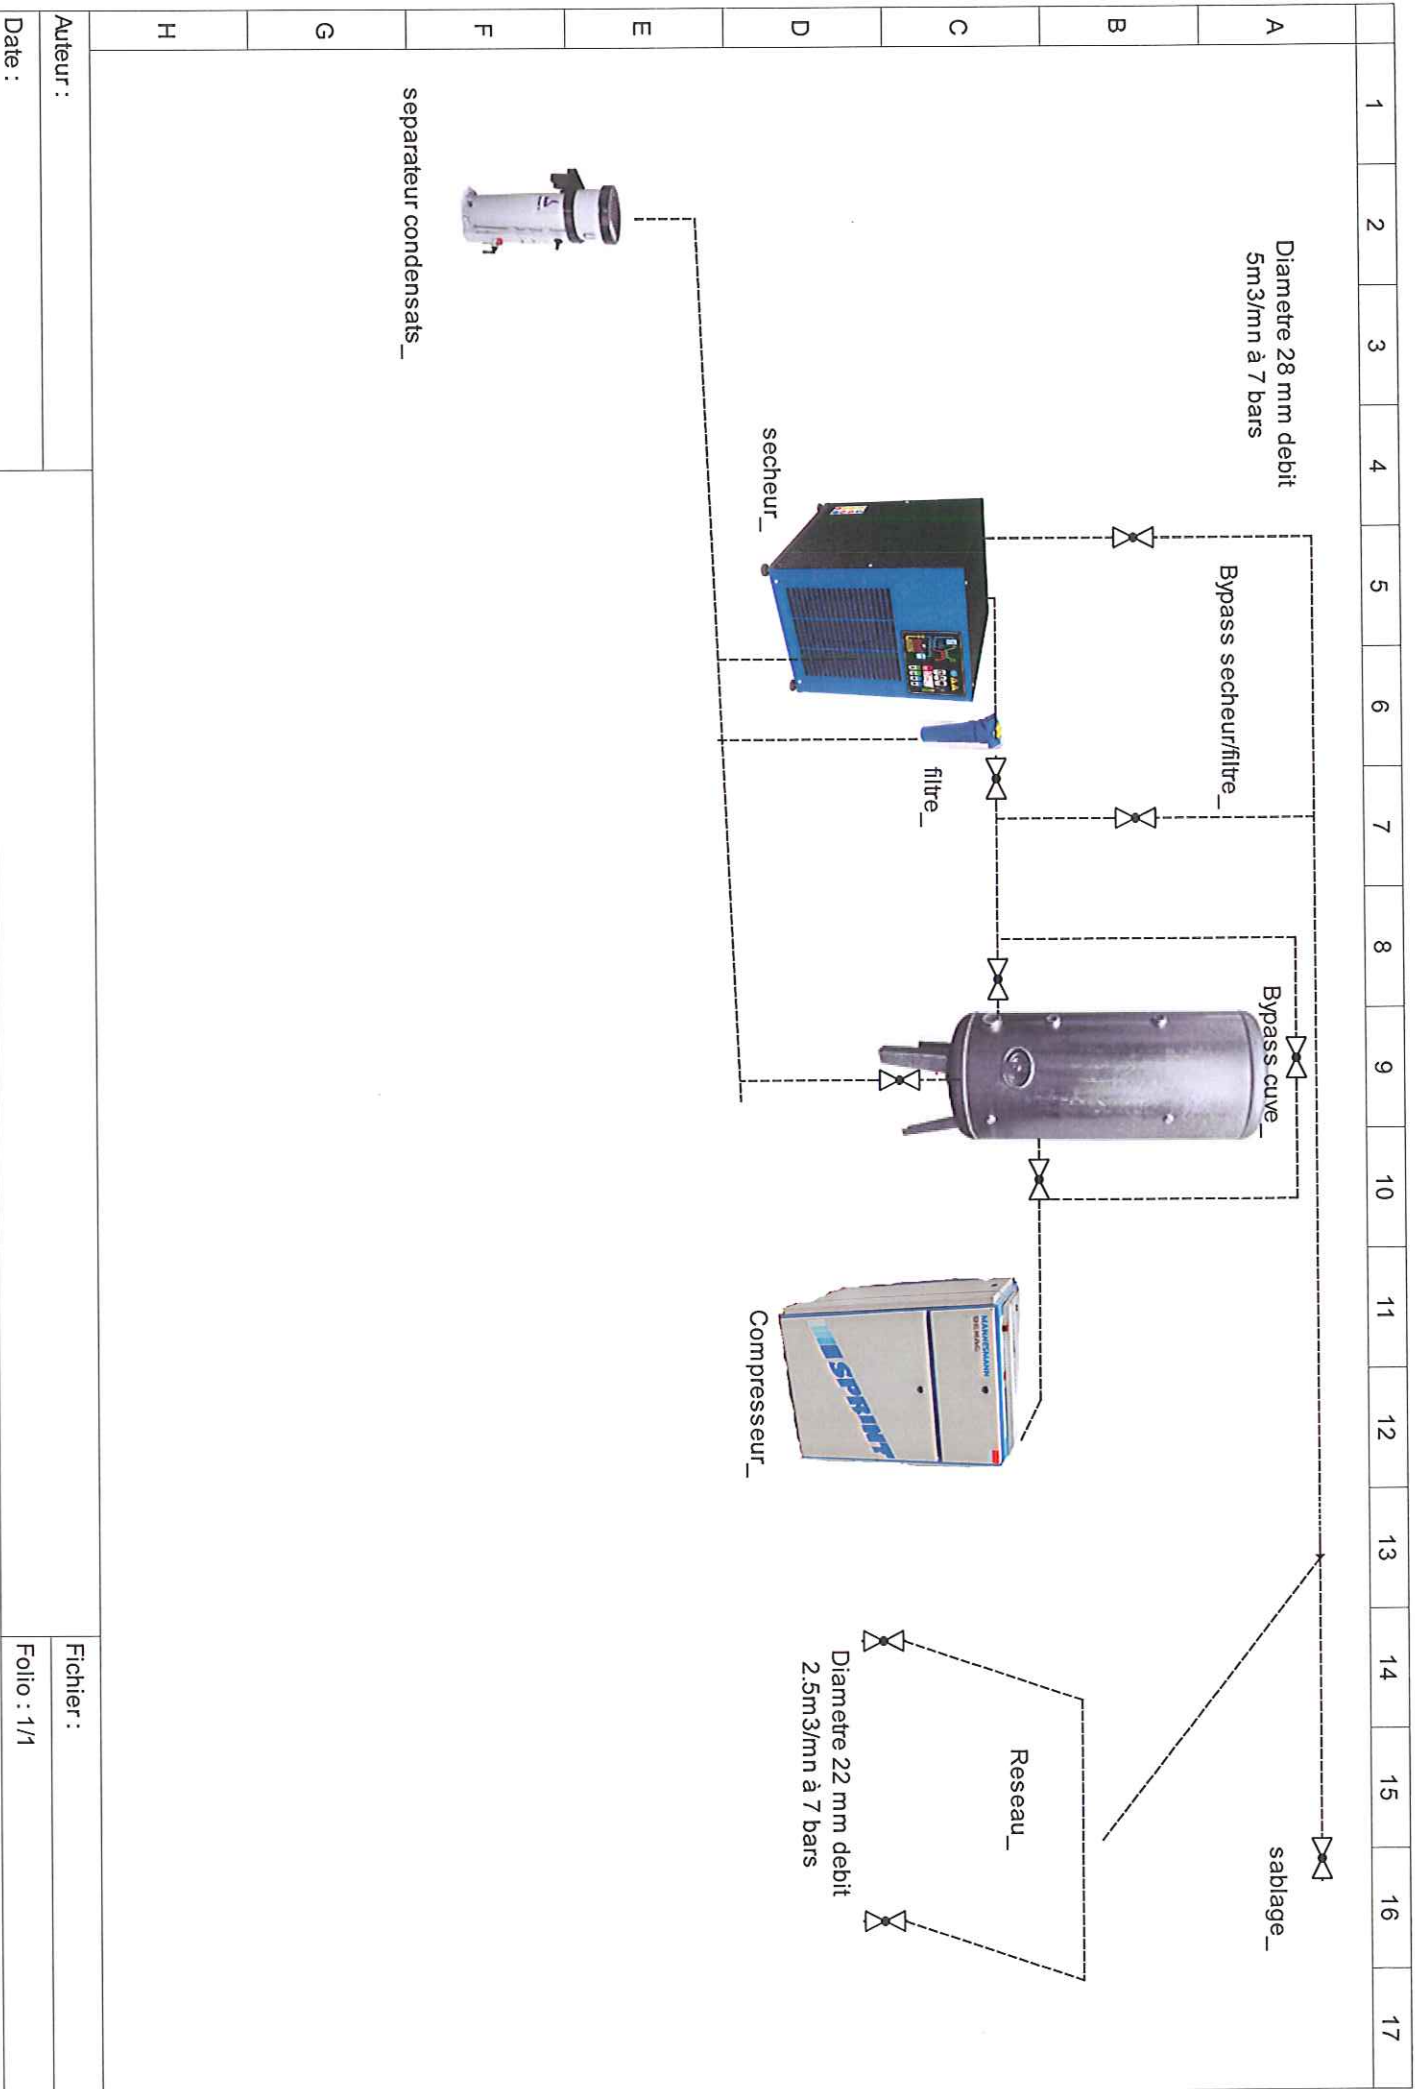 1 2 3 4 5 6 7 8 9 10 11 12 13 14 15 16 17
A
B
C
D
E
F
G
H
Diametre 28 mm debit
5m3/mn à 7 bars
Bypass secheur/filtre_
Bypass cuve_
sablage_
Reseau_
Diametre 22 mm debit
2.5m3/mn à 7 bars
secheur_
filtre_
Compresseur_
MANNESMANN
DEMAG
SPRINT
separateur condensats_
Auteur :
Date :
Fichier :
Folio : 1/1